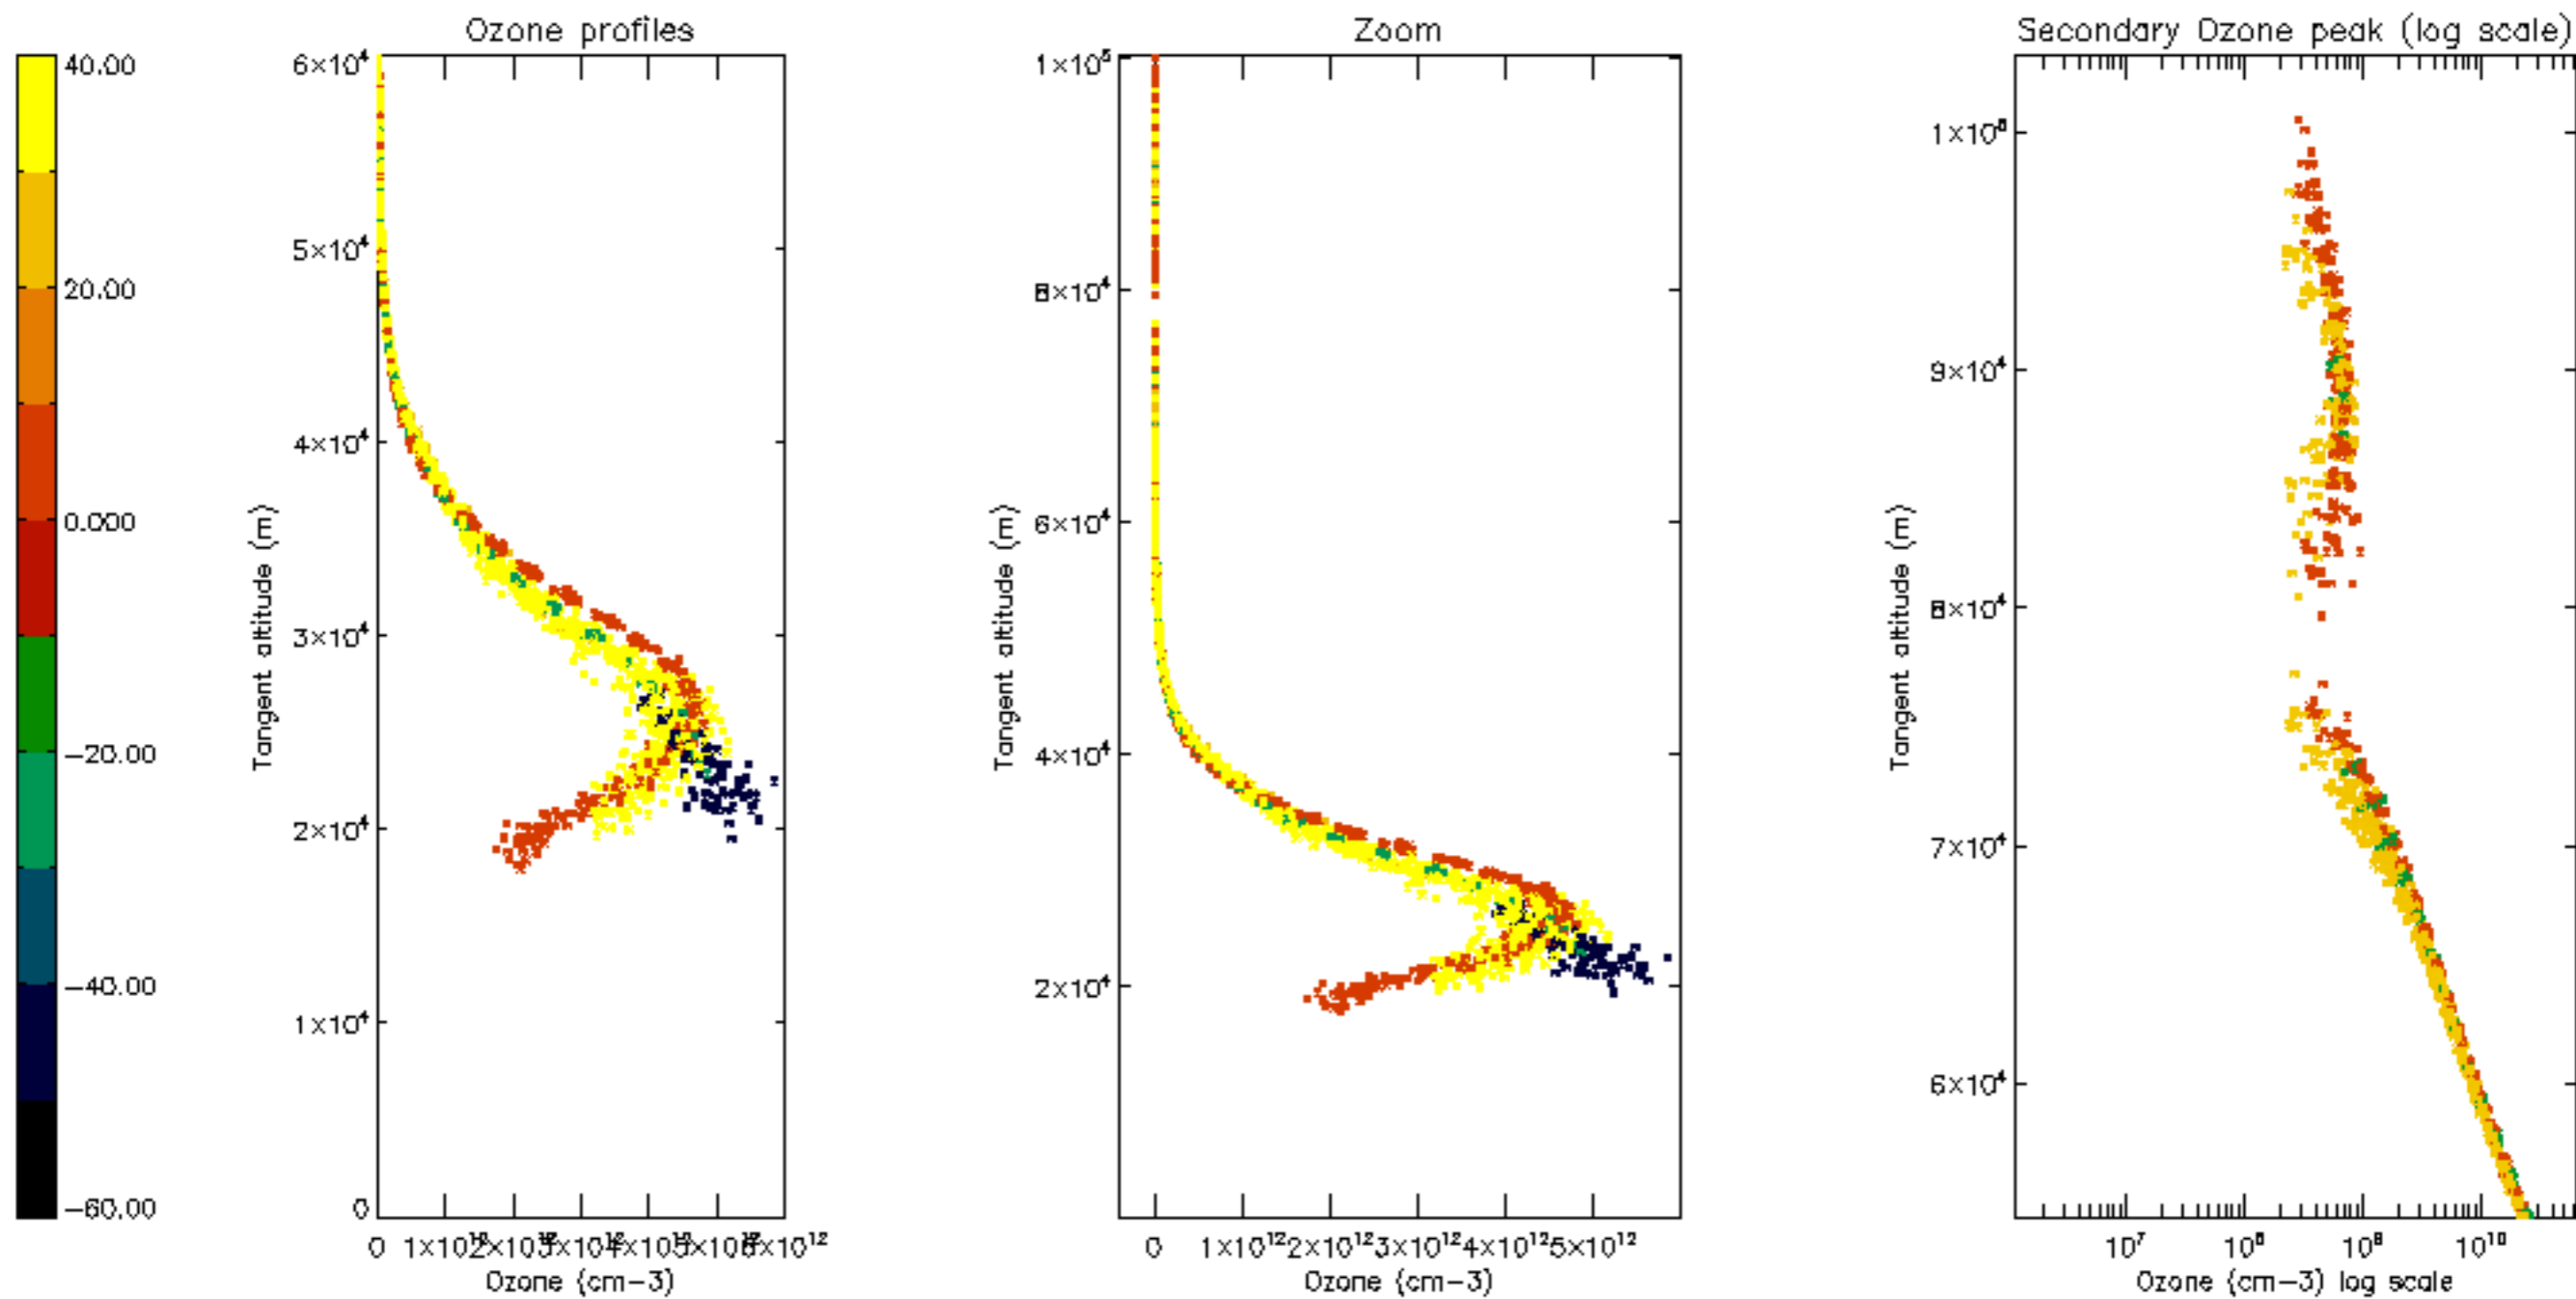 Ozone profiles
Zoom
Secondary Ozone peak (log scale)
40.00
20.00
0.000
−20.00
−40.00
−60.00
Tangent altitude (m)
6×10⁴
5×10⁴
4×10⁴
3×10⁴
2×10⁴
1×10⁴
0
0
Ozone (cm−3)
Tangent altitude (m)
1×10⁵
8×10⁴
6×10⁴
4×10⁴
2×10⁴
0 1×10¹² 2×10¹² 3×10¹² 4×10¹² 5×10¹²
Ozone (cm−3)
Tangent altitude (m)
9×10⁴
8×10⁴
7×10⁴
6×10⁴
10⁷ 10⁸ 10⁹ 10¹⁰
Ozone (cm−3) log scale